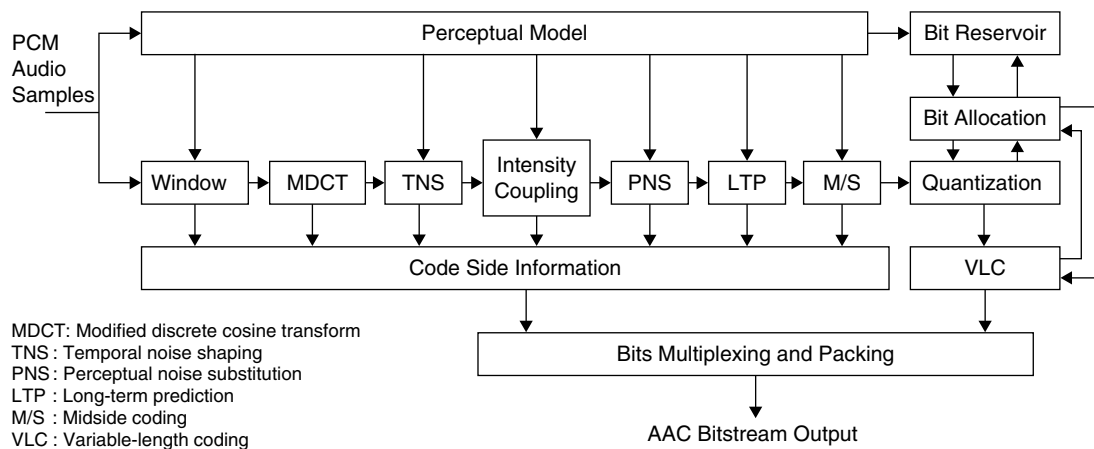 PCM
Audio
Samples
Perceptual Model
Bit Reservoir
Bit Allocation
Window
MDCT
TNS
Intensity
Coupling
PNS
LTP
M/S
Quantization
Code Side Information
VLC
MDCT: Modified discrete cosine transform
TNS : Temporal noise shaping
PNS : Perceptual noise substitution
LTP : Long-term prediction
M/S : Midside coding
VLC : Variable-length coding
Bits Multiplexing and Packing
AAC Bitstream Output